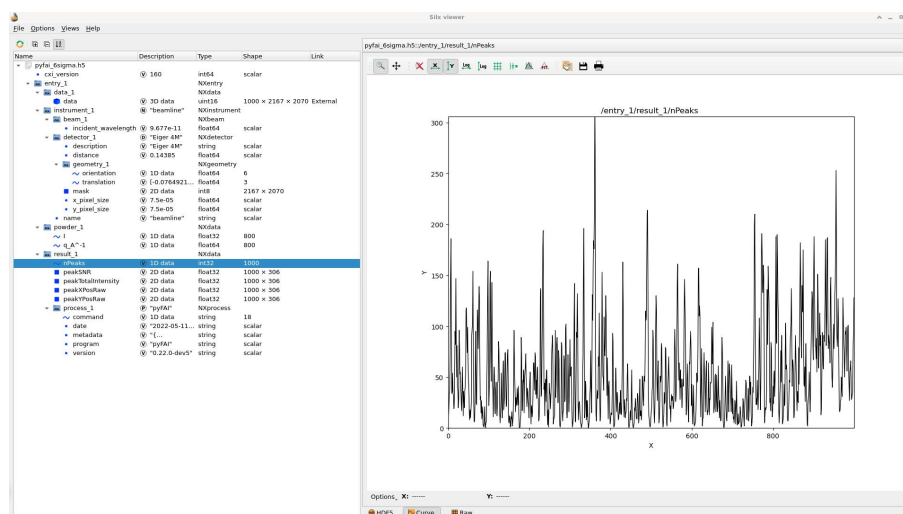 Silx viewer
File Options Views Help
Name Description Type Shape Link
pyfai_6sigma.h5
cxi_version 160 int64 scalar
entry_1 NXentry
data_1 NXdata
data 3D data uint16 1000 × 2167 × 2070 External
instrument_1 "beamline" NXinstrument
beam_1 NXbeam
incident_wavelength 9.677e-11 float64 scalar
detector_1 "Eiger 4M" NXdetector
description "Eiger 4M" string scalar
distance 0.14385 float64 scalar
geometry_1 NXgeometry
orientation 1D data float64 6
translation [-0.0764921... float64 3
mask 2D data int8 2167 × 2070
x_pixel_size 7.5e-05 float64 scalar
y_pixel_size 7.5e-05 float64 scalar
name "beamline" string scalar
powder_1 NXdata
I 1D data float32 800
q_A^-1 1D data float64 800
result_1 NXdata
nPeaks 1D data int32 1000
peakSNR 2D data float32 1000 × 306
peakTotalIntensity 2D data float32 1000 × 306
peakXPosRaw 2D data float32 1000 × 306
peakYPosRaw 2D data float32 1000 × 306
process_1 "pyFAI" NXprocess
command 1D data string 18
date "2022-05-11... string scalar
metadata "{... string scalar
program "pyFAI" string scalar
version "0.22.0-dev5" string scalar
pyfai_6sigma.h5::/entry_1/result_1/nPeaks
/entry_1/result_1/nPeaks
300
250
200
150
100
50
0
Y
0 200 400 600 800
X
Options X: ------ Y: ------
HDF5 Curve Raw